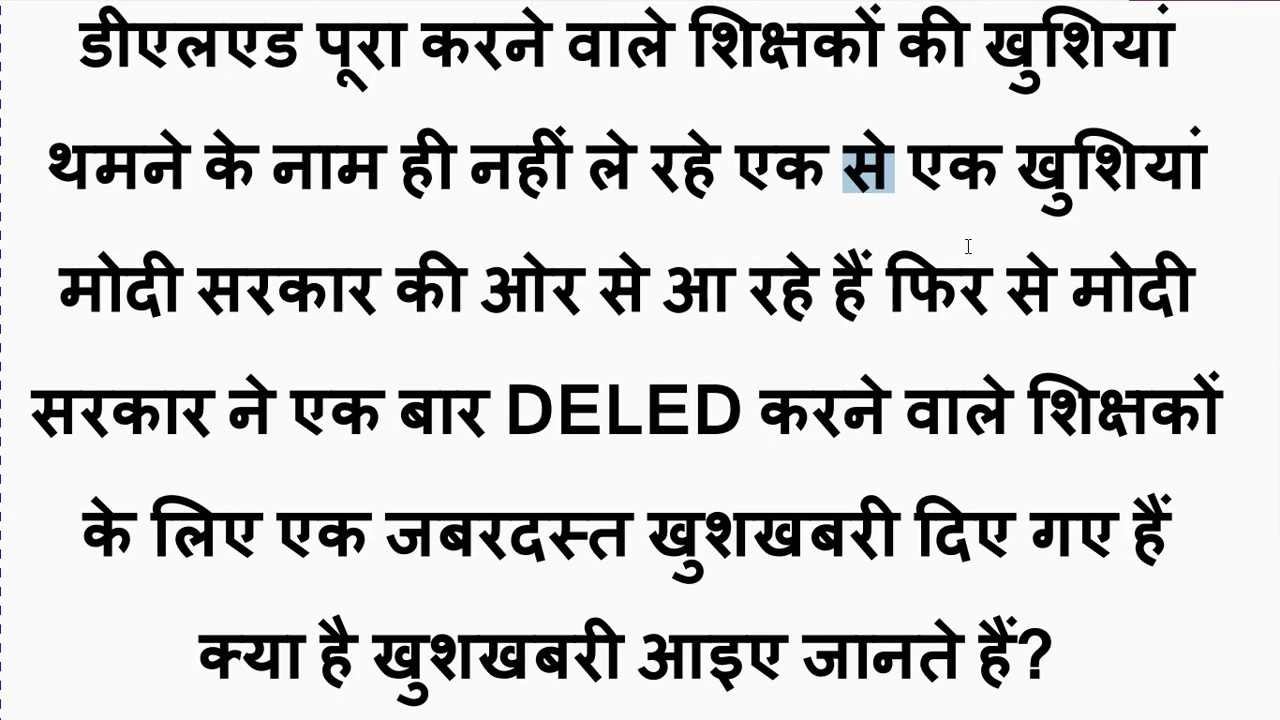 डीएलएड पूरा करने वाले शिक्षकों की खुशियां
थमने के नाम ही नहीं ले रहे एक से एक खुशियां
मोदी सरकार की ओर से आ रहे हैं फिर से मोदी
सरकार ने एक बार DELED करने वाले शिक्षकों
के लिए एक जबरदस्त खुशखबरी दिए गए हैं
क्या है खुशखबरी आइए जानते हैं?